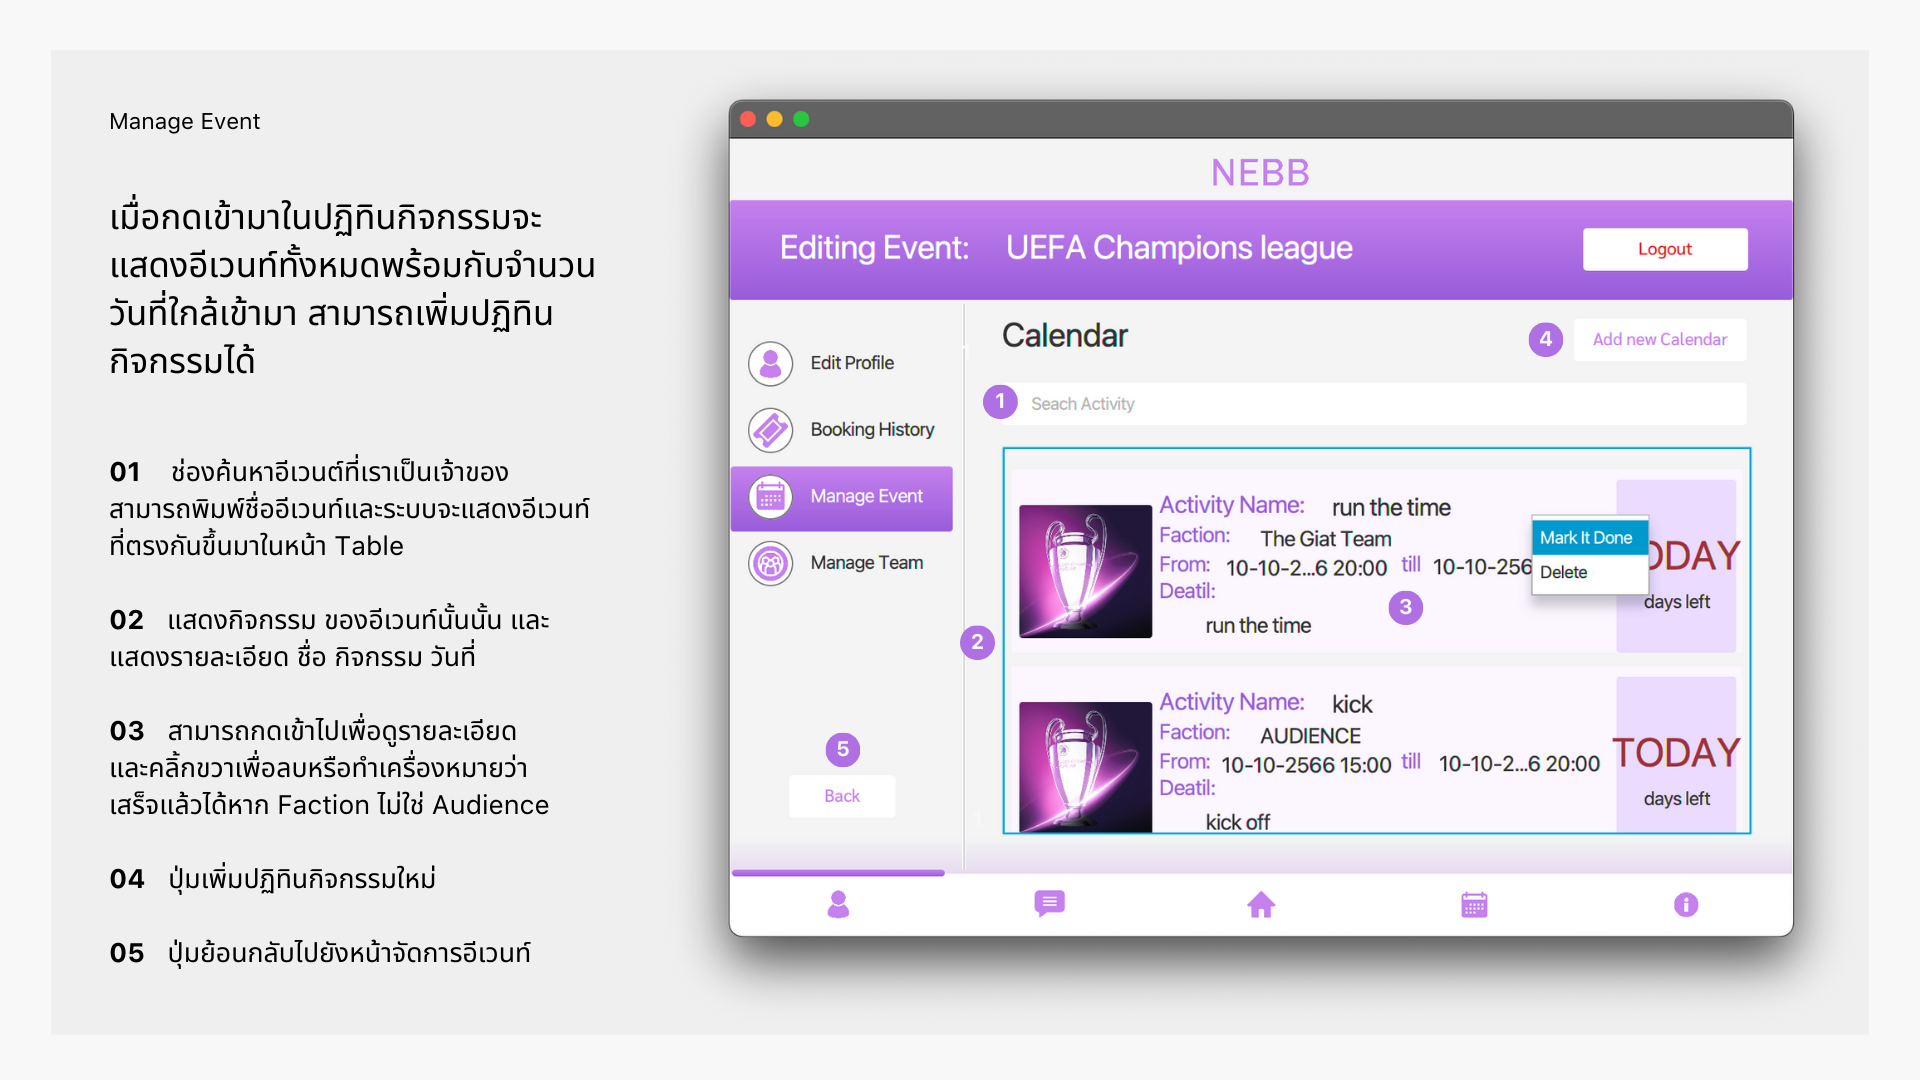 Manage Event
เมื่อกดเข้ามาในปฏิทินกิจกรรมจะ
แสดงอีเวนท์ทั้งหมดพร้อมกับจำนวน
วันที่ใกล้เข้ามา สามารถเพิ่มปฏิทิน
กิจกรรมได้
01 ช่องค้นหาอีเวนต์ที่เราเป็นเจ้าของ
สามารถพิมพ์ชื่ออีเวนท์และระบบจะแสดงอีเวนท์
ที่ตรงกันขึ้นมาในหน้า Table
02 แสดงกิจกรรม ของอีเวนท์นั้นนั้น และ
แสดงรายละเอียด ชื่อ กิจกรรม วันที่
03 สามารถกดเข้าไปเพื่อดูรายละเอียด
และคลิ้กขวาเพื่อลบหรือทำเครื่องหมายว่า
เสร็จแล้วได้หาก Faction ไม่ใช่ Audience
04 ปุ่มเพิ่มปฏิทินกิจกรรมใหม่
05 ปุ่มย้อนกลับไปยังหน้าจัดการอีเวนท์
NEBB
Editing Event: UEFA Champions league
Logout
Edit Profile
Booking History
Manage Event
Manage Team
5
Back
Calendar
4 Add new Calendar
1 Seach Activity
2
Activity Name: run the time
Faction: The Giat Team
From: 10-10-2...6 20:00 till 10-10-256
Deatil:
run the time
3
Mark It Done
Delete
ODAY
days left
Activity Name: kick
Faction: AUDIENCE
From: 10-10-2566 15:00 till 10-10-2...6 20:00
Deatil:
kick off
TODAY
days left